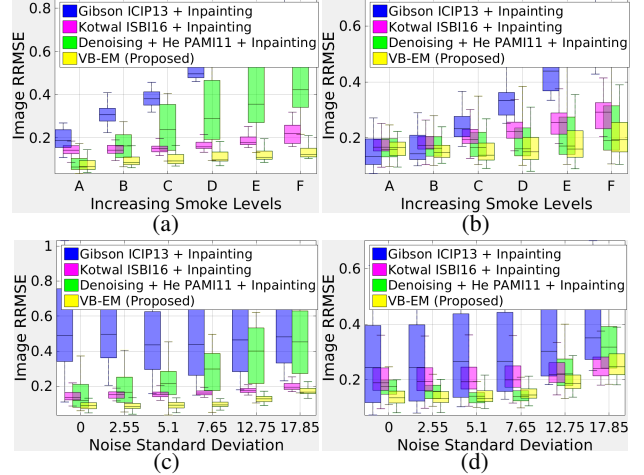 Gibson ICIP13 + Inpainting
Kotwal ISBI16 + Inpainting
Denoising + He PAMI11 + Inpainting
VB-EM (Proposed)
Image RRMSE
0.8
0.6
0.4
0.2
A B C D E F
Increasing Smoke Levels
(a)
Gibson ICIP13 + Inpainting
Kotwal ISBI16 + Inpainting
Denoising + He PAMI11 + Inpainting
VB-EM (Proposed)
Image RRMSE
0.6
0.4
0.2
A B C D E F
Increasing Smoke Levels
(b)
Gibson ICIP13 + Inpainting
Kotwal ISBI16 + Inpainting
Denoising + He PAMI11 + Inpainting
VB-EM (Proposed)
Image RRMSE
1
0.8
0.6
0.4
0.2
0 2.55 5.1 7.65 12.75 17.85
Noise Standard Deviation
(c)
Gibson ICIP13 + Inpainting
Kotwal ISBI16 + Inpainting
Denoising + He PAMI11 + Inpainting
VB-EM (Proposed)
Image RRMSE
0.6
0.4
0.2
0 2.55 5.1 7.65 12.75 17.85
Noise Standard Deviation
(d)